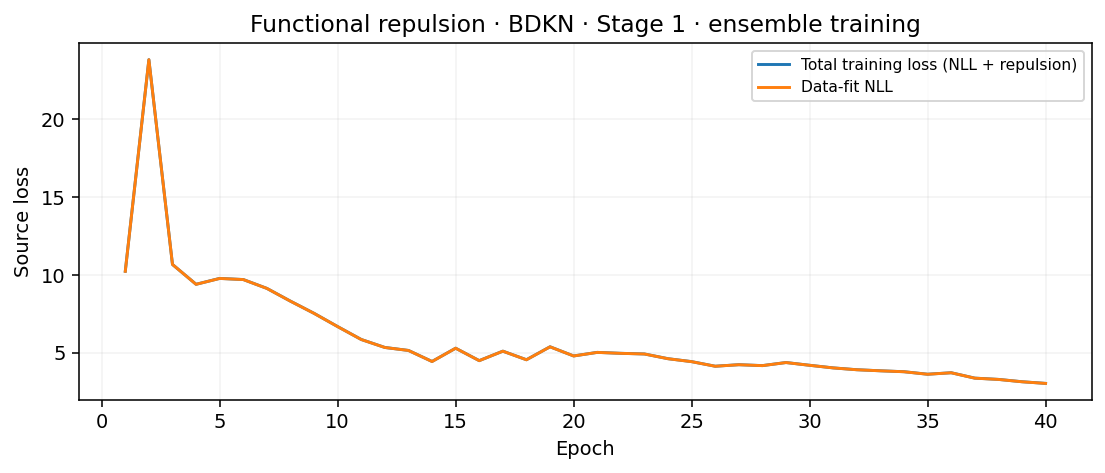 Functional repulsion · BDKN · Stage 1 · ensemble training
Total training loss (NLL + repulsion)
Data-fit NLL
Source loss
20
15
10
5
0
5
10
15
20
25
30
35
40
Epoch